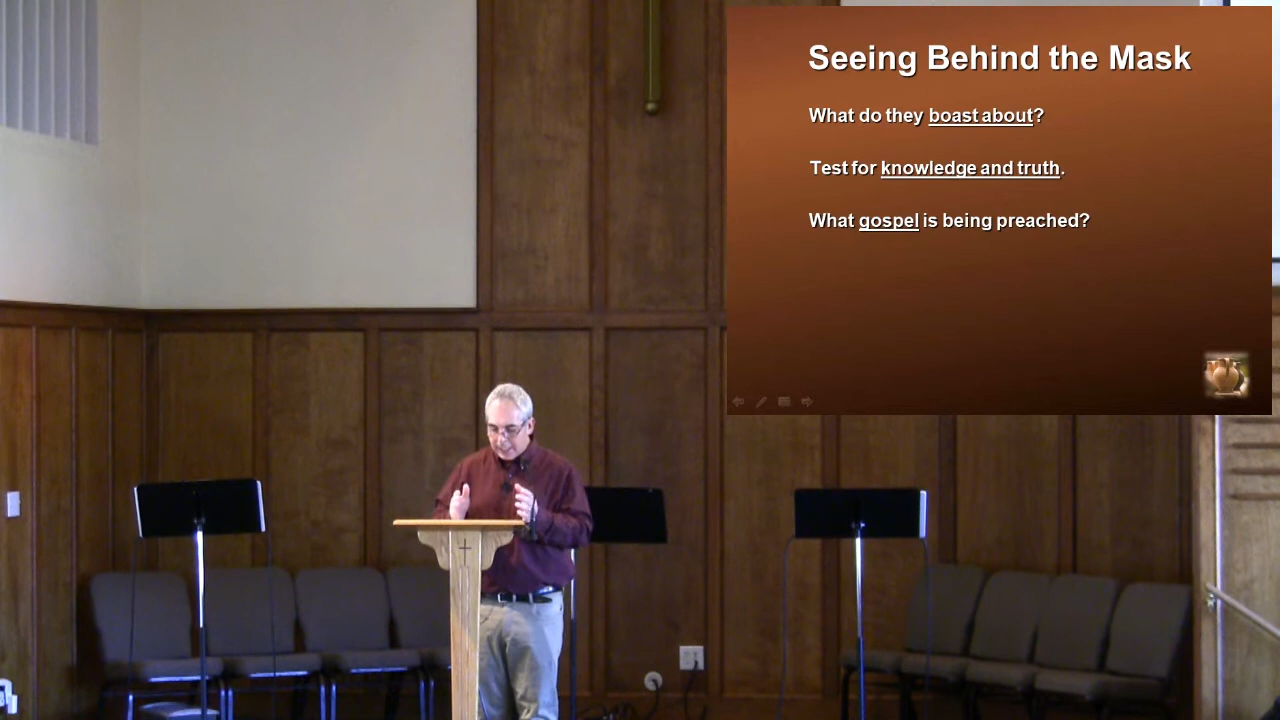 Seeing Behind the Mask
What do they boast about?
Test for knowledge and truth.
What gospel is being preached?